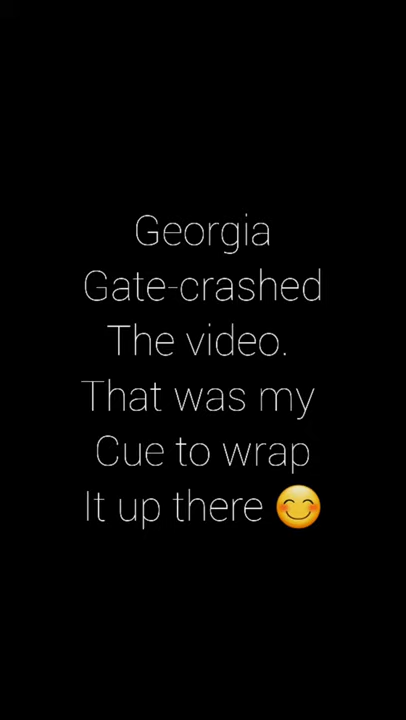 Georgia
Gate-crashed
The video.
That was my
Cue to wrap
It up there 😊